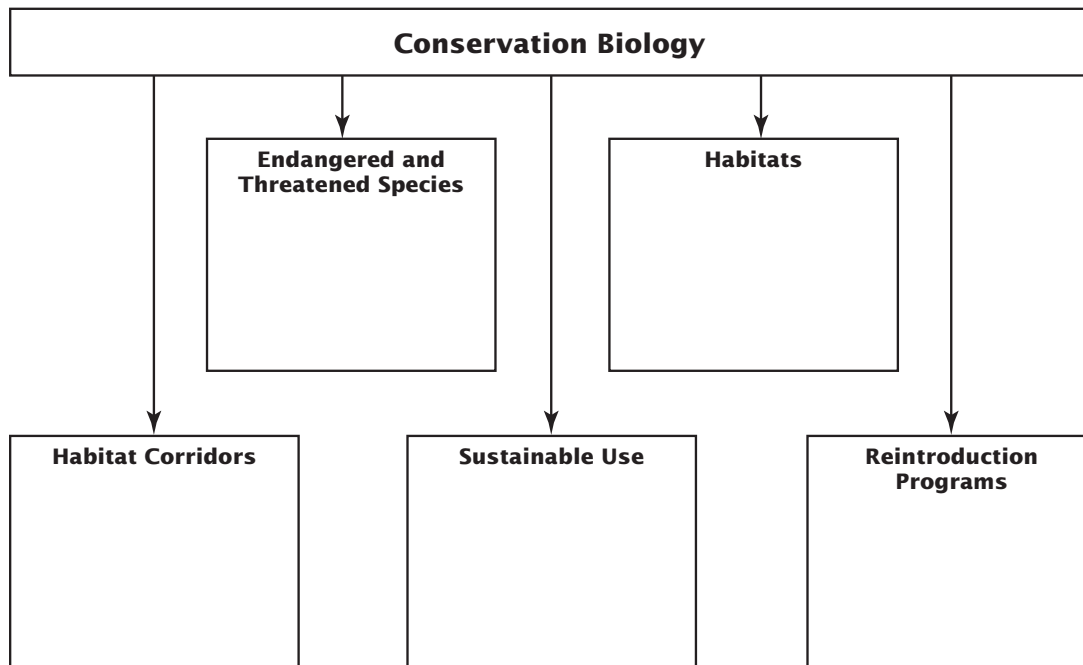 Conservation Biology
Endangered and
Threatened Species
Habitats
Habitat Corridors
Sustainable Use
Reintroduction
Programs